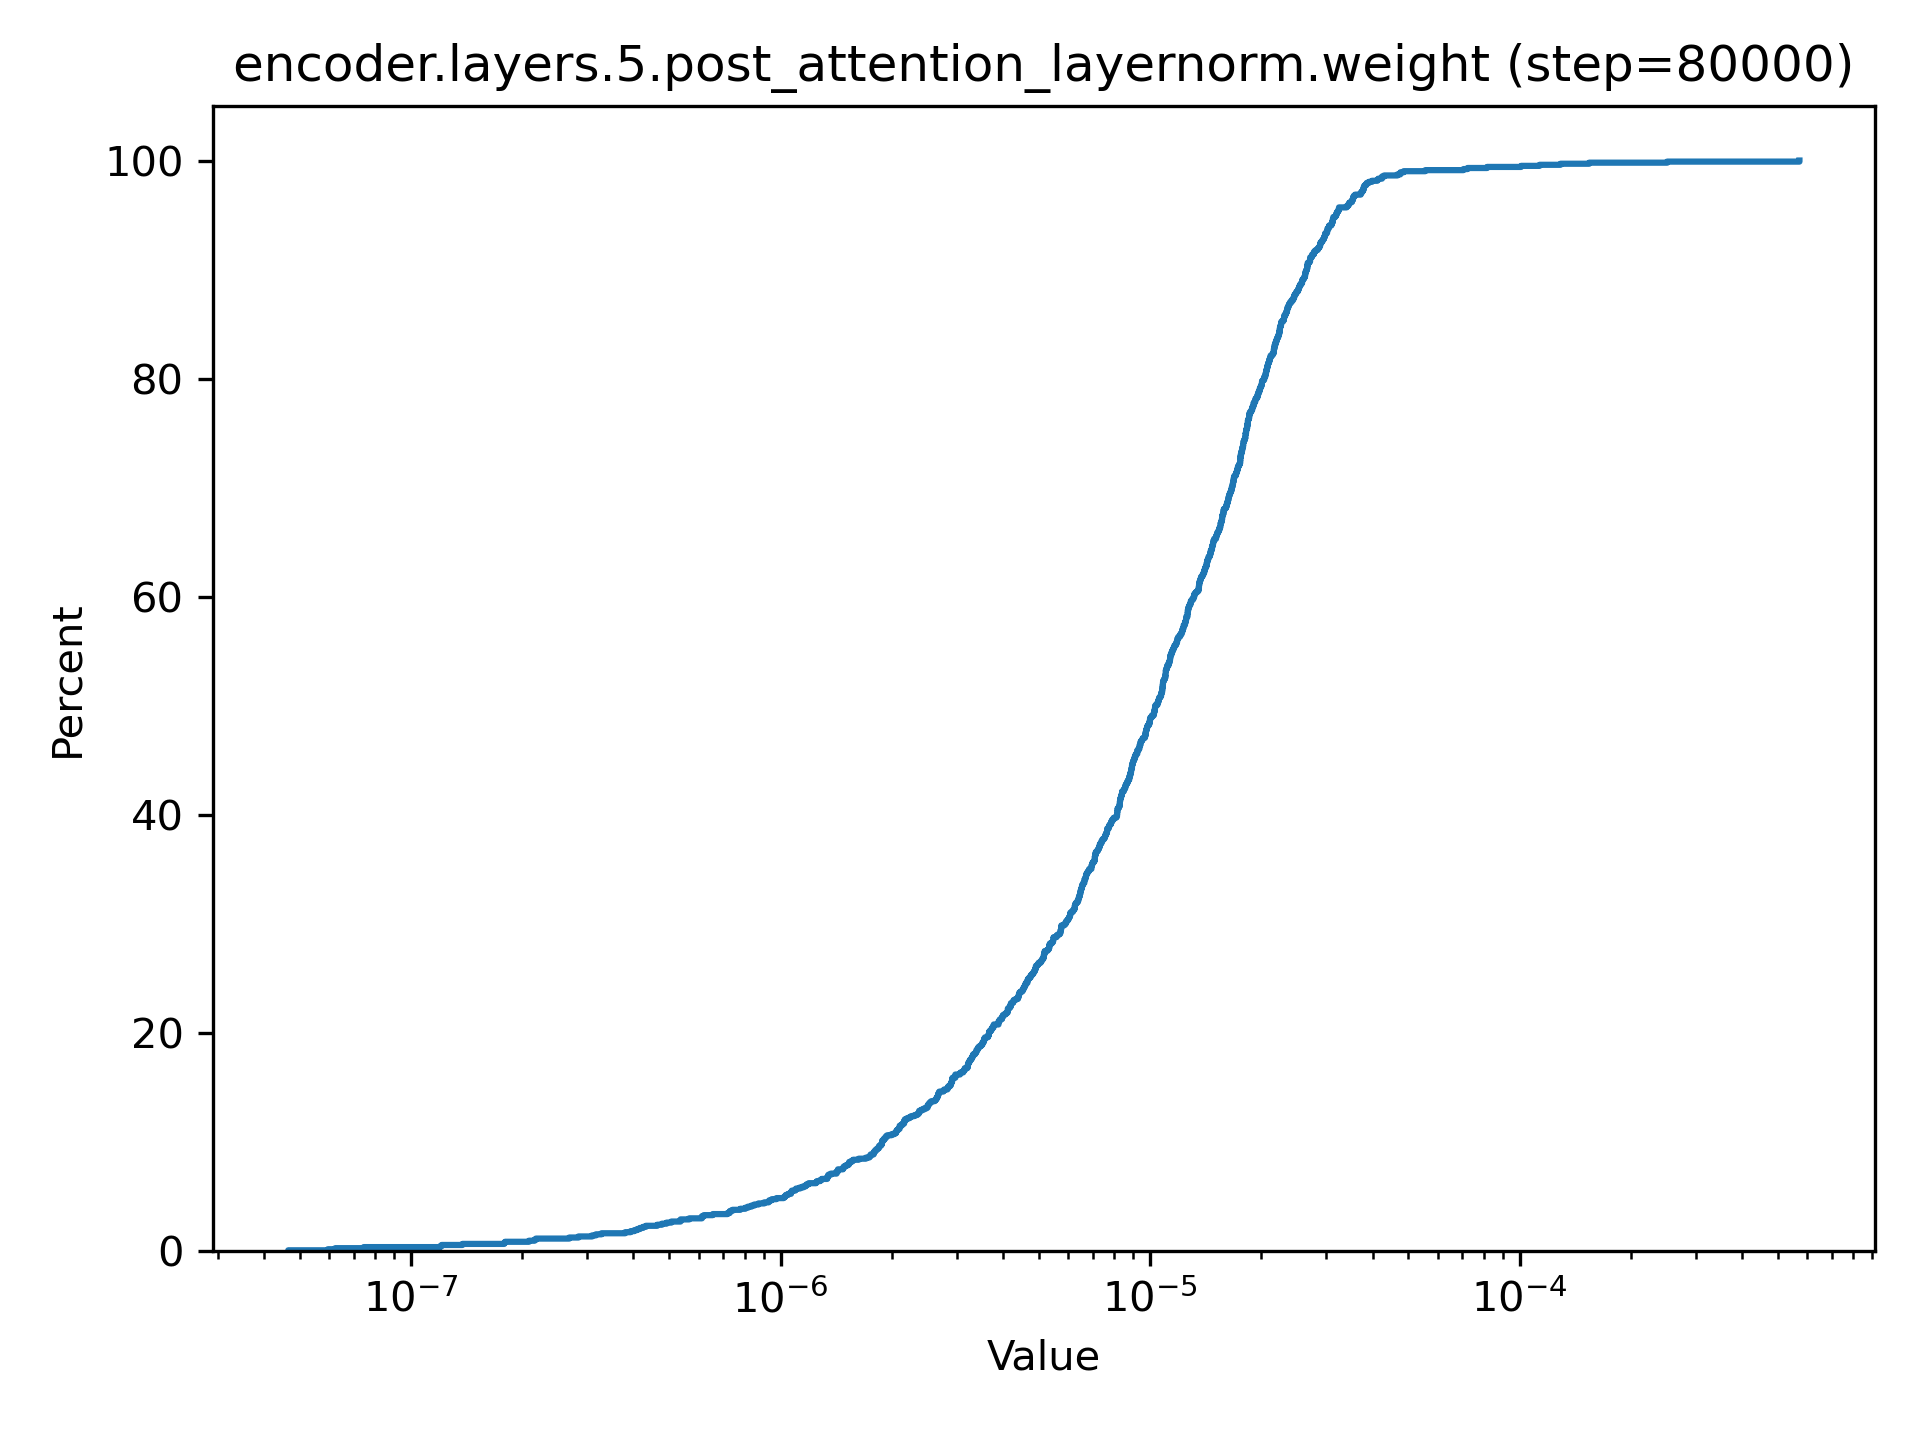 encoder.layers.5.post_attention_layernorm.weight (step=80000)
100
80
60
40
20
0
Percent
10⁻⁷ 10⁻⁶ 10⁻⁵ 10⁻⁴
Value